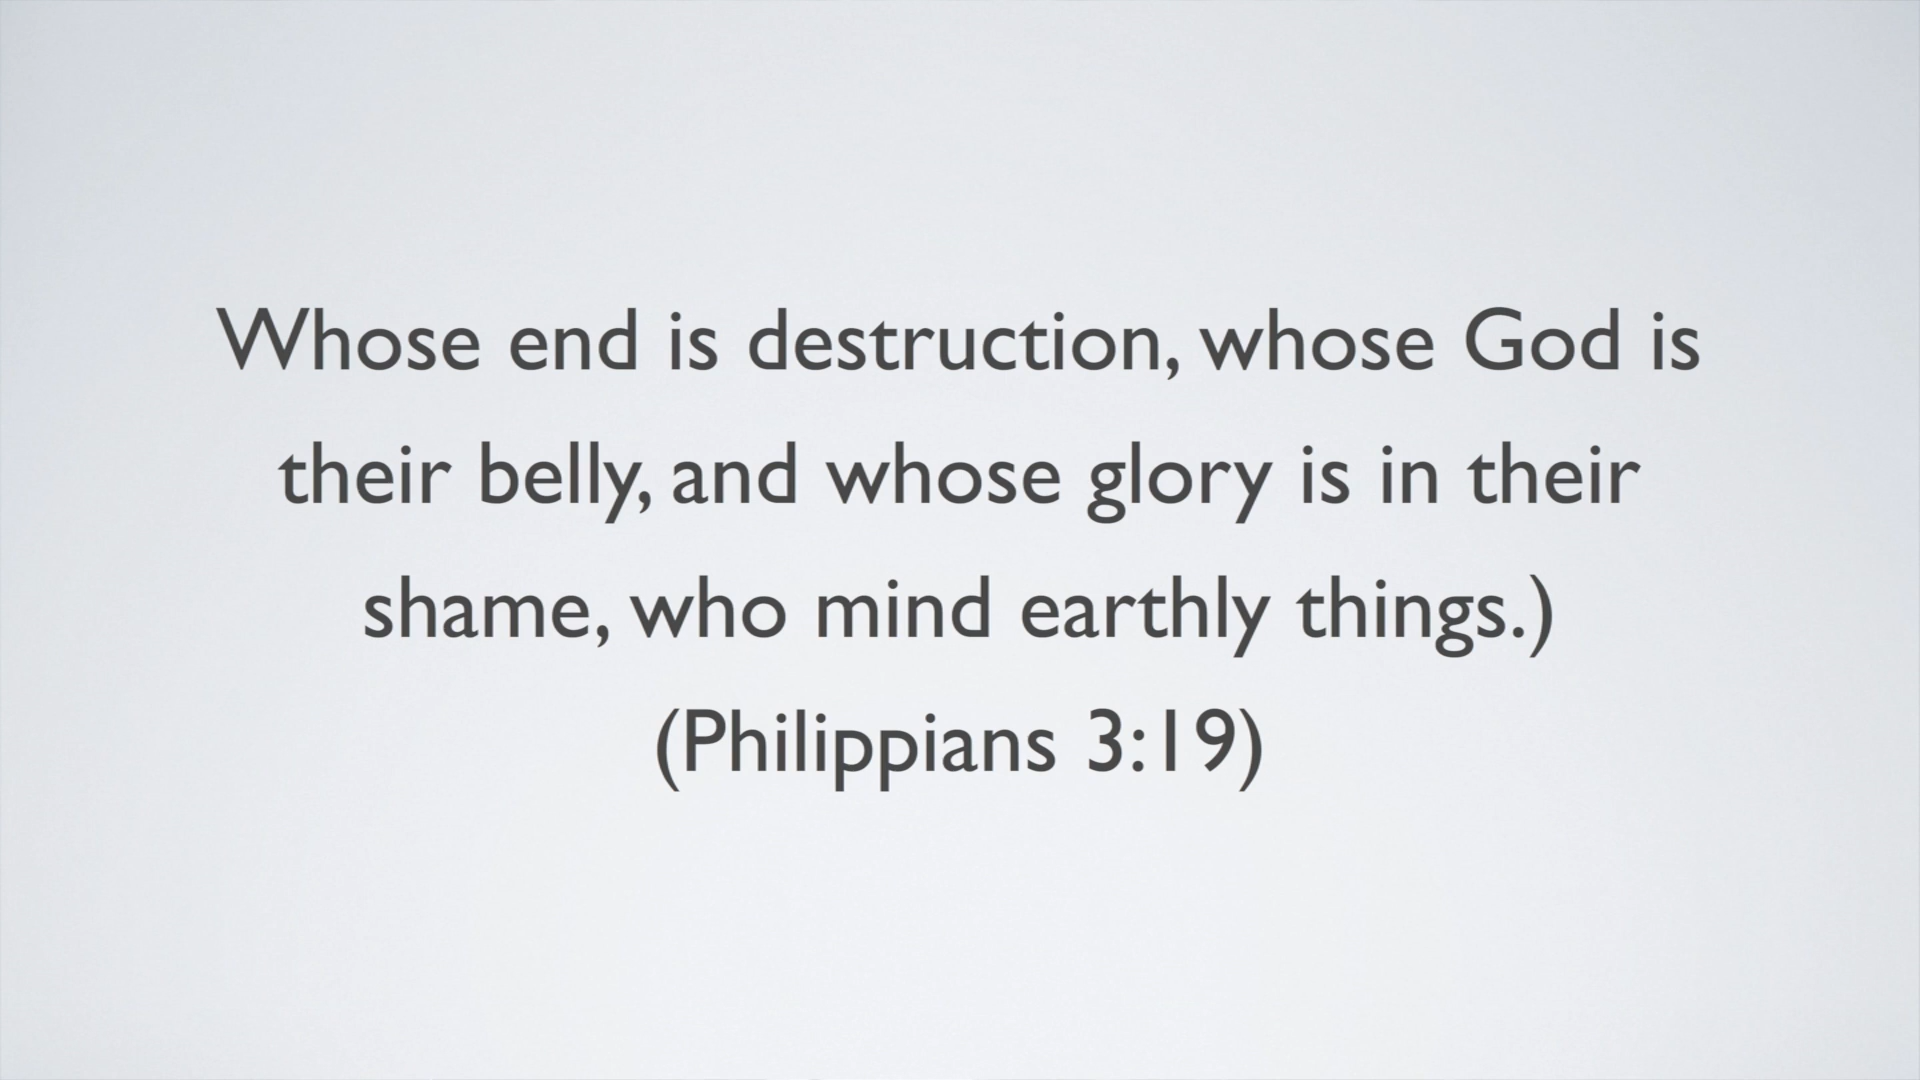 Whose end is destruction, whose God is
their belly, and whose glory is in their
shame, who mind earthly things.)
(Philippians 3:19)